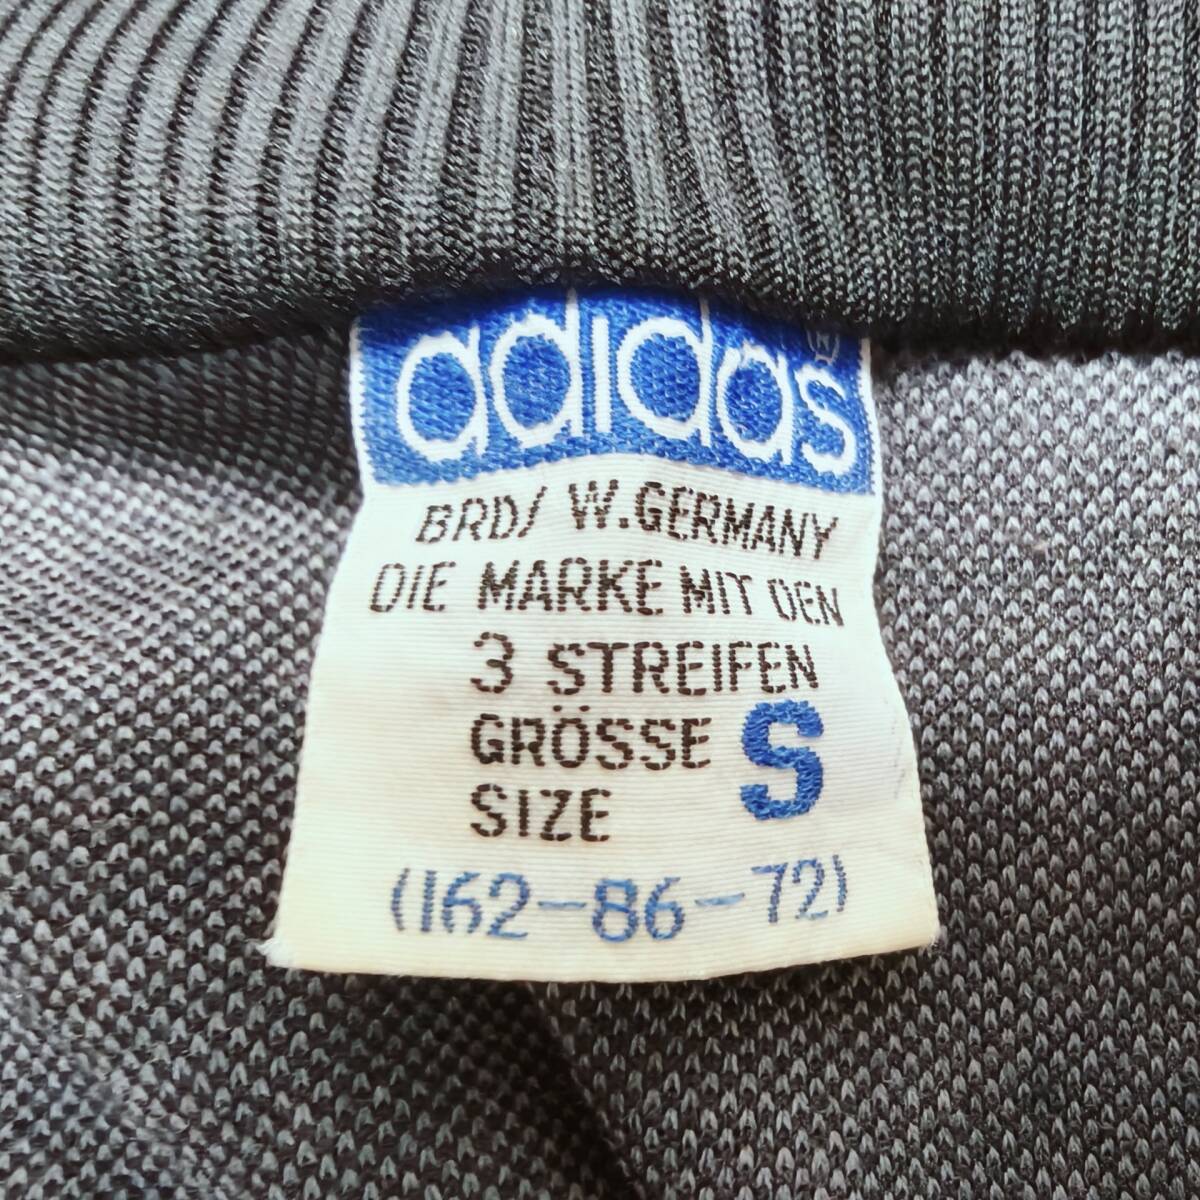 adidas®
BRD/ W.GERMANY
DIE MARKE MIT DEN
3 STREIFEN
GRÖSSE S
SIZE
(162-86-72)